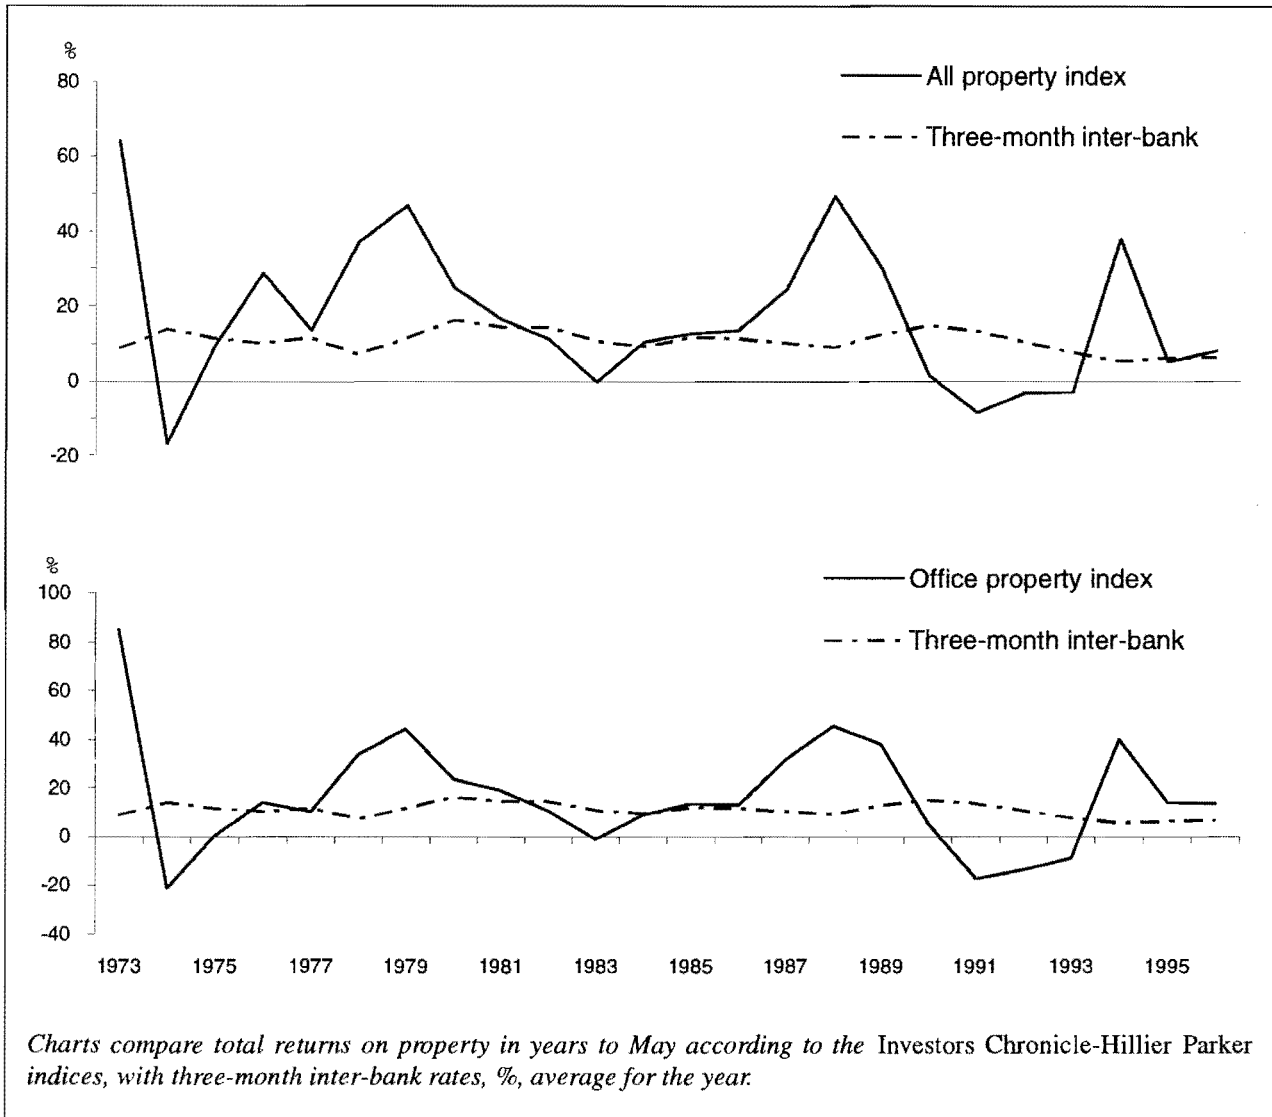 %
80
All property index
Three-month inter-bank
60
40
20
0
-20
%
100
Office property index
80
Three-month inter-bank
60
40
20
0
-20
-40
1973 1975 1977 1979 1981 1983 1985 1987 1989 1991 1993 1995
Charts compare total returns on property in years to May according to the Investors Chronicle-Hillier Parker
indices, with three-month inter-bank rates, %, average for the year.